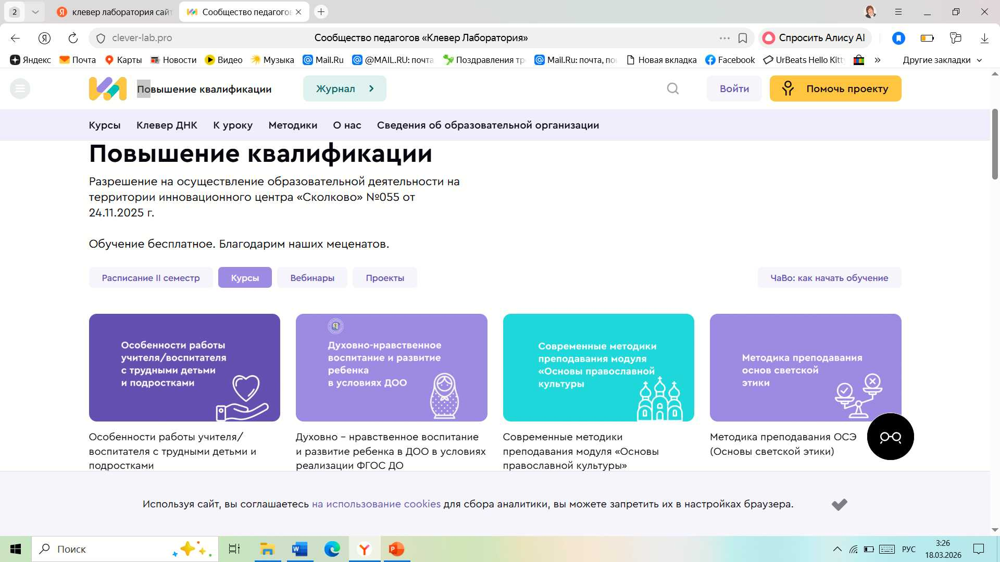 2
клевер лаборатория сай
Сообщество педагогов
clever-lab.pro
Сообщество педагогов «Клевер Лаборатория»
Спросить Алису AI
Яндекс
Почта
Карты
Новости
Видео
Музыка
Mail.Ru
@MAIL.RU: почта
Поздравления тр
Mail.Ru: почта, по
Новая вкладка
Facebook
UrBeats Hello Kitt
Другие закладки
Повышение квалификации
Журнал
Войти
Помочь проекту
Курсы
Клевер ДНК
К уроку
Методики
О нас
Сведения об образовательной организации
Повышение квалификации
Разрешение на осуществление образовательной деятельности на
территории инновационного центра «Сколково» №055 от
24.11.2025 г.
Обучение бесплатное. Благодарим наших меценатов.
Расписание II семестр
Курсы
Вебинары
Проекты
ЧаВо: как начать обучение
Особенности работы
учителя/воспитателя
с трудными детьми
и подростками
Духовно-нравственное
воспитание и развитие
ребенка
в условиях ДОО
Современные методики
преподавания модуля
«Основы православной
культуры
Методика преподавания
основ светской
этики
Особенности работы учителя/
воспитателя с трудными детьми и
подростками
Духовно – нравственное воспитание
и развитие ребенка в ДОО в условиях
реализации ФГОС ДО
Современные методики
преподавания модуля «Основы
православной культуры»
Методика преподавания ОСЭ
(Основы светской этики)
Используя сайт, вы соглашаетесь на использование cookies для сбора аналитики, вы можете запретить их в настройках браузера.
Поиск
РУС
3:26
18.03.2026